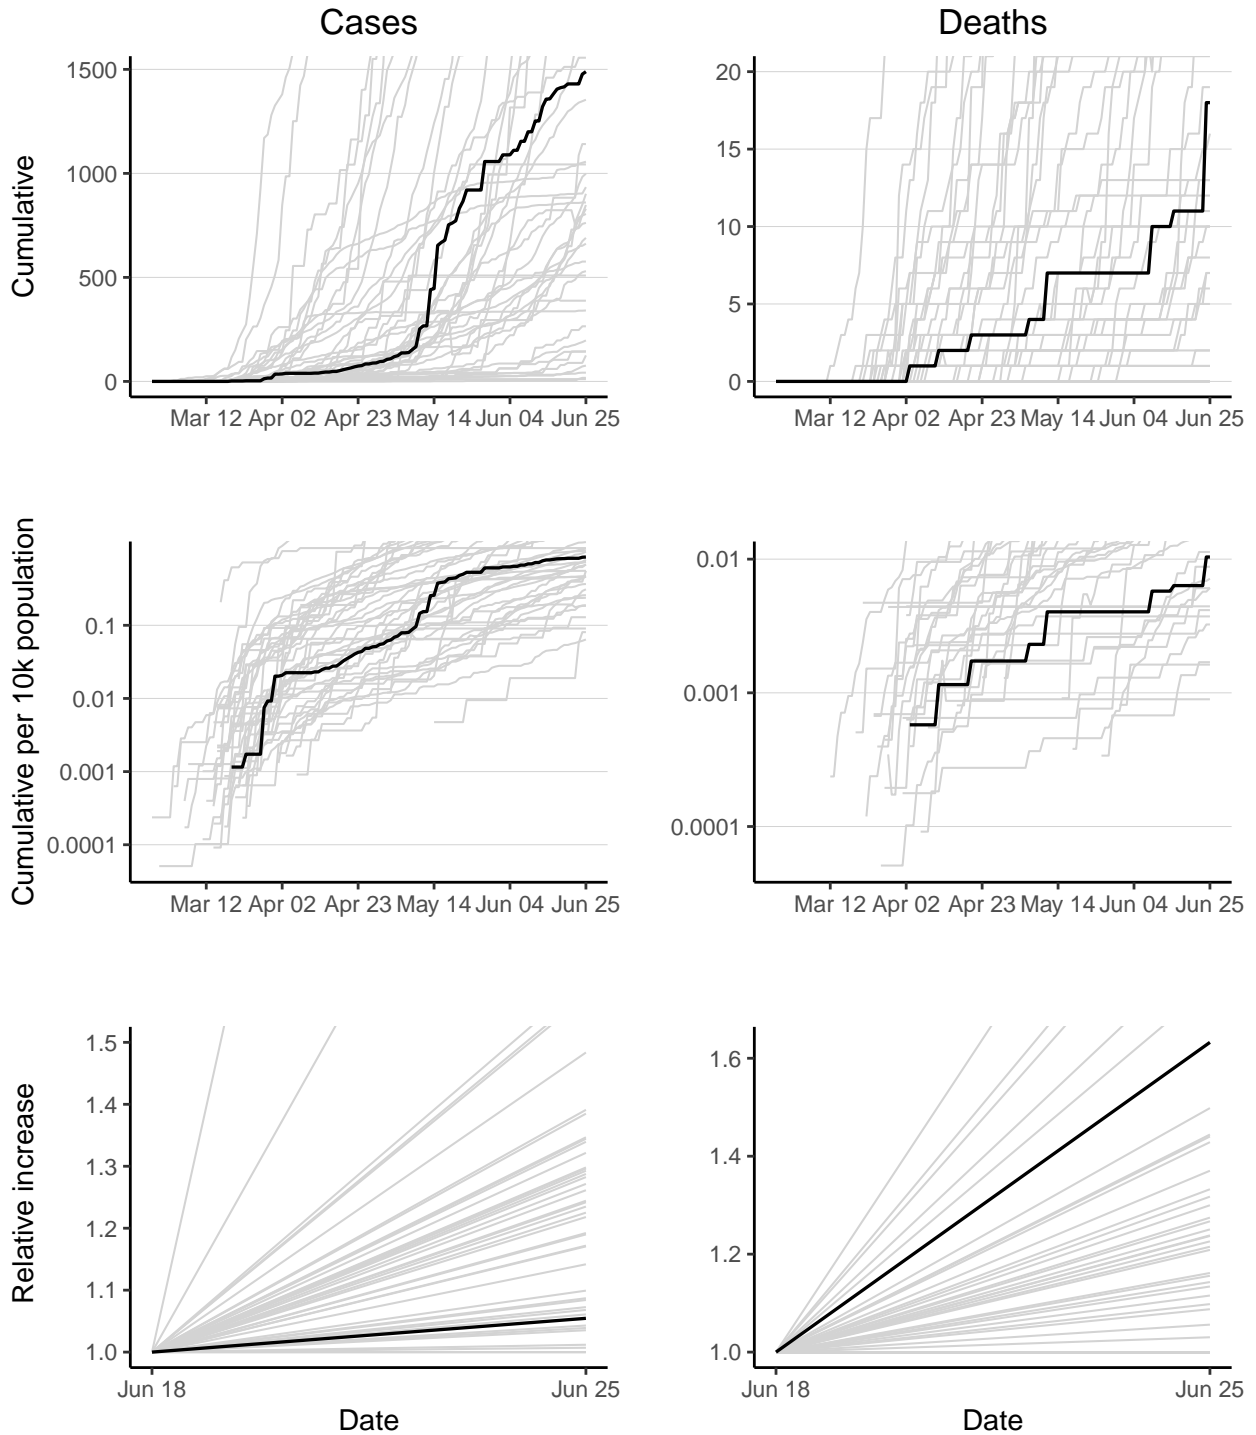 Cases
Deaths
Cumulative
1500
1000
500
0
Mar 12 Apr 02 Apr 23 May 14 Jun 04 Jun 25
20
15
10
5
0
Mar 12 Apr 02 Apr 23 May 14 Jun 04 Jun 25
Cumulative per 10k population
0.1
0.01
0.001
0.0001
Mar 12 Apr 02 Apr 23 May 14 Jun 04 Jun 25
0.01
0.001
0.0001
Mar 12 Apr 02 Apr 23 May 14 Jun 04 Jun 25
Relative increase
1.5
1.4
1.3
1.2
1.1
1.0
Jun 18 Jun 25
Date
1.6
1.4
1.2
1.0
Jun 18 Jun 25
Date